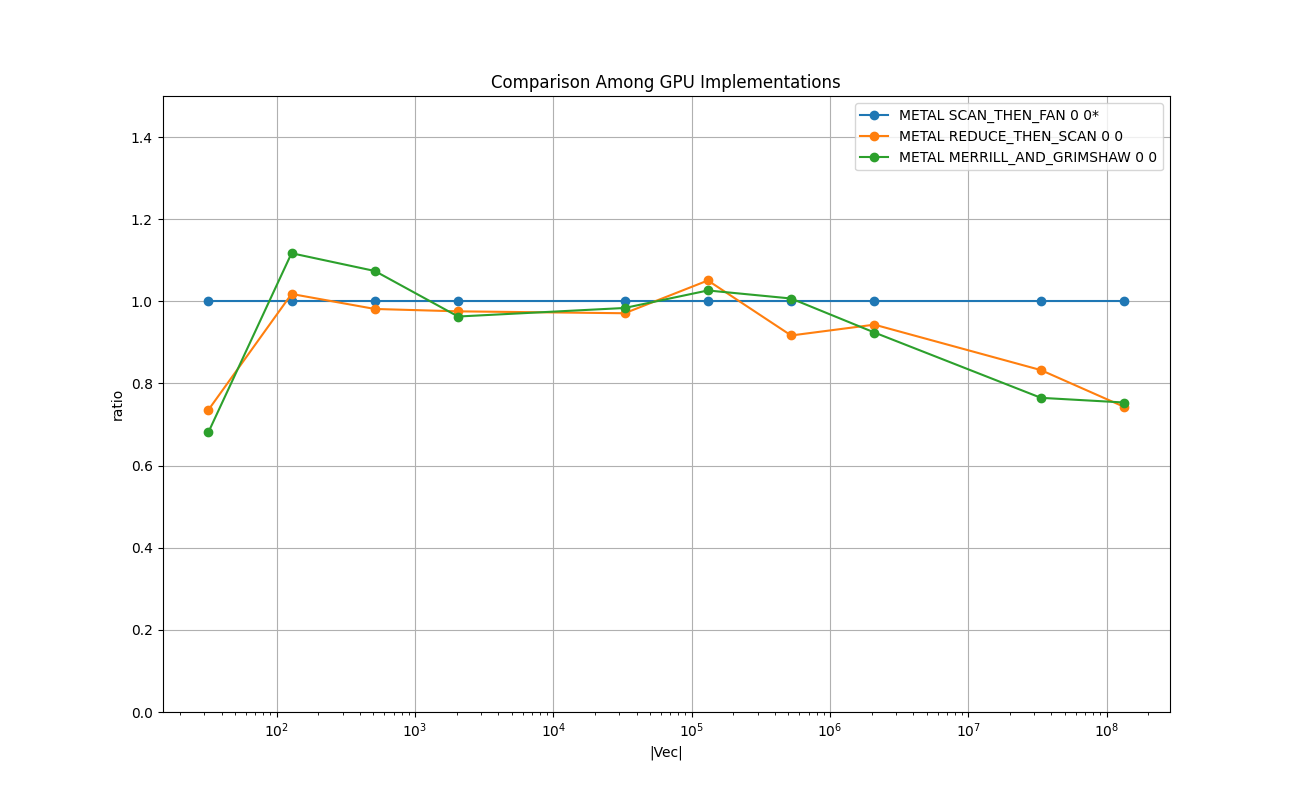 Comparison Among GPU Implementations
METAL SCAN_THEN_FAN 0 0*
METAL REDUCE_THEN_SCAN 0 0
METAL MERRILL_AND_GRIMSHAW 0 0
1.4
1.2
1.0
0.8
0.6
0.4
0.2
0.0
ratio
10² 10³ 10⁴ 10⁵ 10⁶ 10⁷ 10⁸
|Vec|